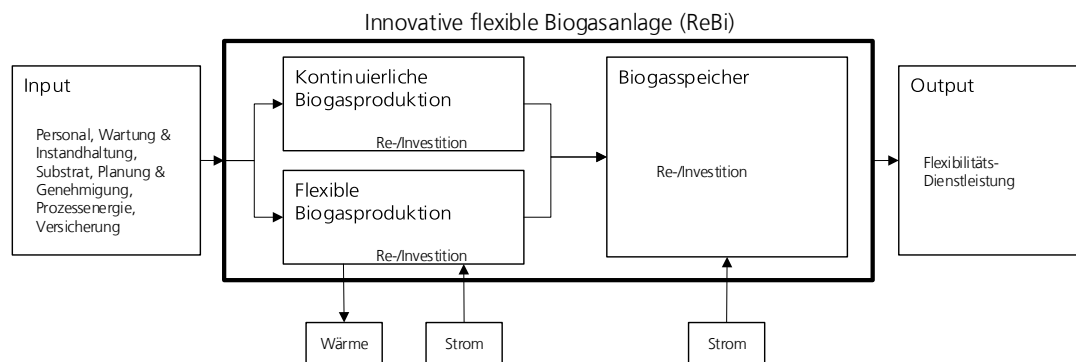 Innovative flexible Biogasanlage (ReBi)
Input
Personal, Wartung &
Instandhaltung,
Substrat, Planung &
Genehmigung,
Prozessenergie,
Versicherung
Kontinuierliche
Biogasproduktion
Re-/Investition
Flexible
Biogasproduktion
Re-/Investition
Biogasspeicher
Re-/Investition
Output
Flexibilitäts-
Dienstleistung
Wärme
Strom
Strom